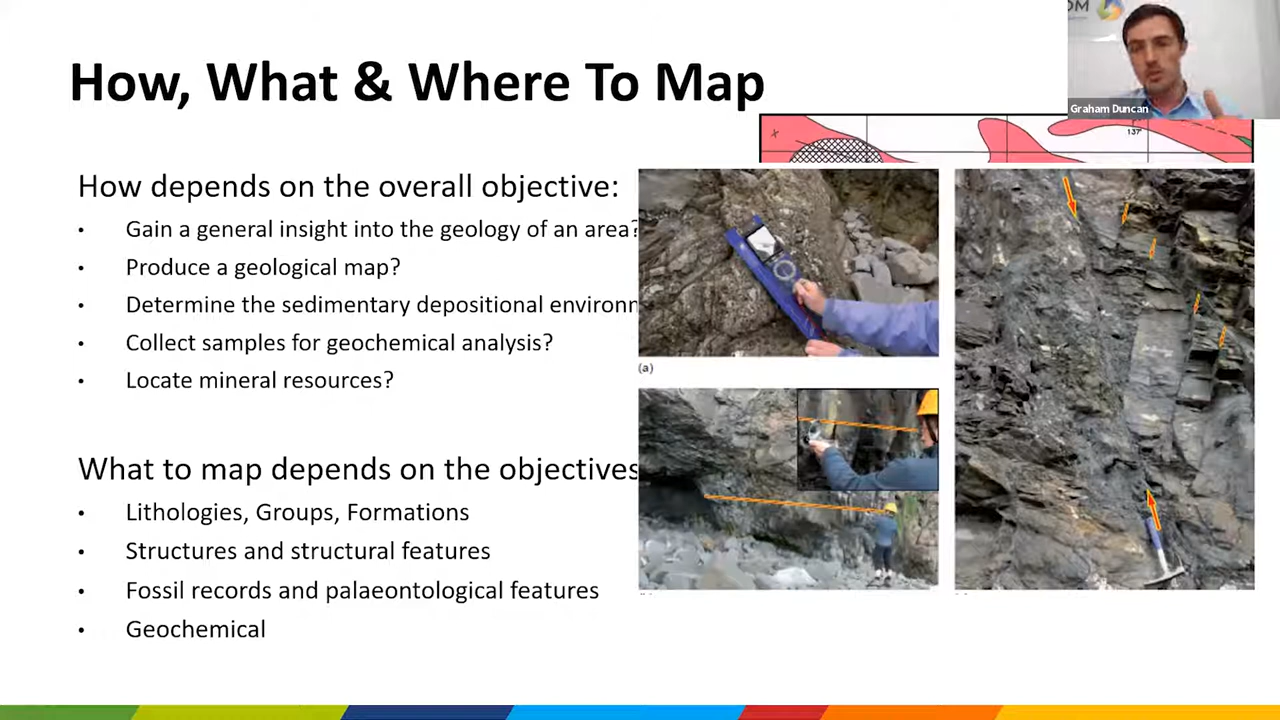 DM
How, What & Where To Map
Graham Duncan
137
How depends on the overall objective:
• Gain a general insight into the geology of an area?
• Produce a geological map?
• Determine the sedimentary depositional environm
• Collect samples for geochemical analysis?
• Locate mineral resources?
(a)
What to map depends on the objectives
• Lithologies, Groups, Formations
• Structures and structural features
• Fossil records and palaeontological features
• Geochemical